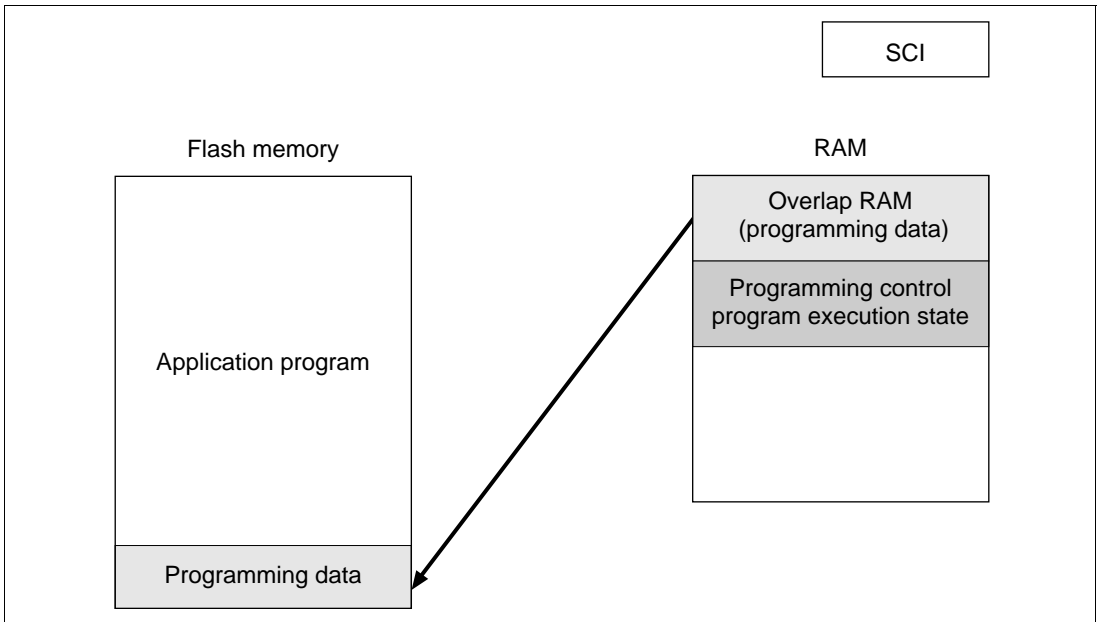 SCI
Flash memory
RAM
Overlap RAM
(programming data)
Programming control
program execution state
Application program
Programming data